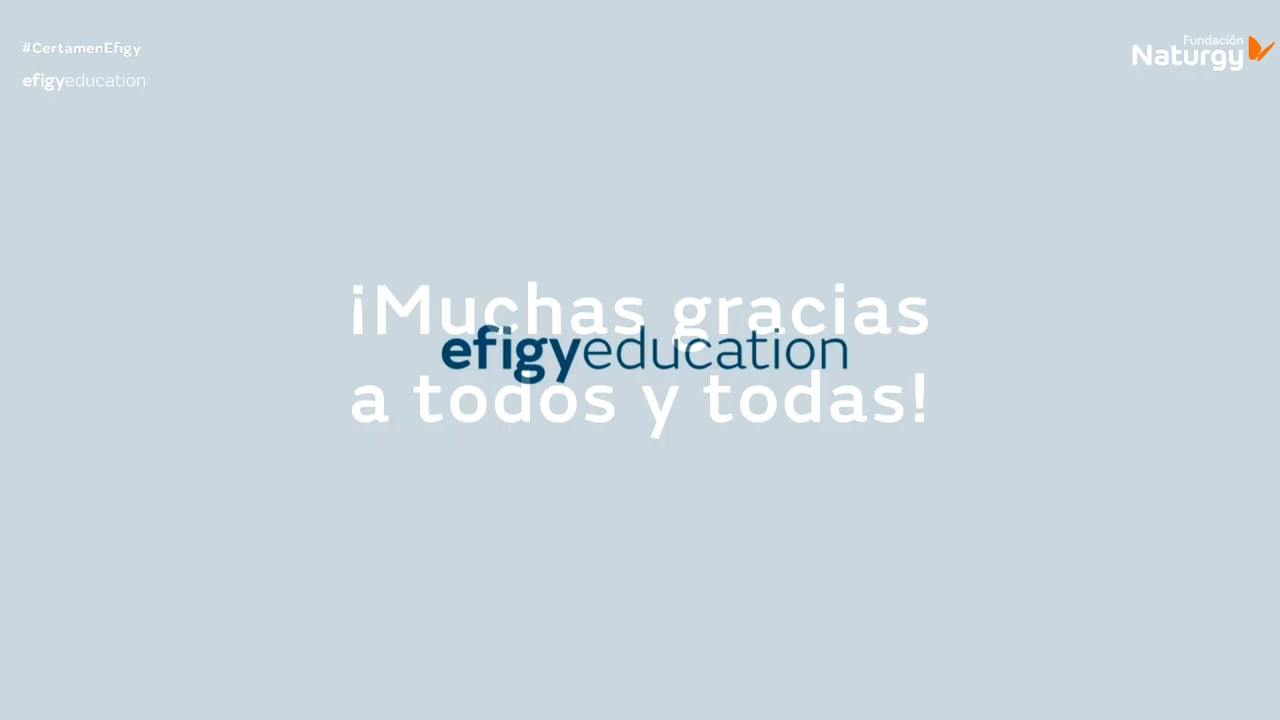 #CertamenEfigy
efigyeducation
Fundación
Naturgy
¡Muchas gracias
efigyeducation
a todos y todas!